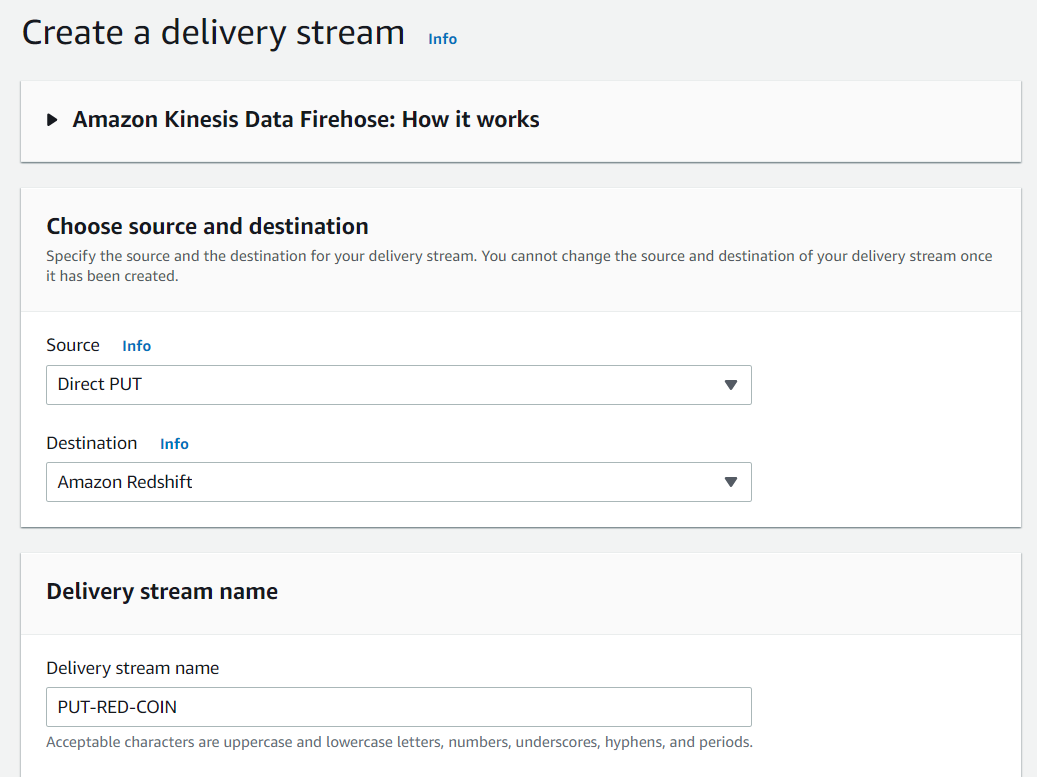 Create a delivery stream Info
Amazon Kinesis Data Firehose: How it works
Choose source and destination
Specify the source and the destination for your delivery stream. You cannot change the source and destination of your delivery stream once
it has been created.
Source Info
Direct PUT
Destination Info
Amazon Redshift
Delivery stream name
Delivery stream name
PUT-RED-COIN
Acceptable characters are uppercase and lowercase letters, numbers, underscores, hyphens, and periods.